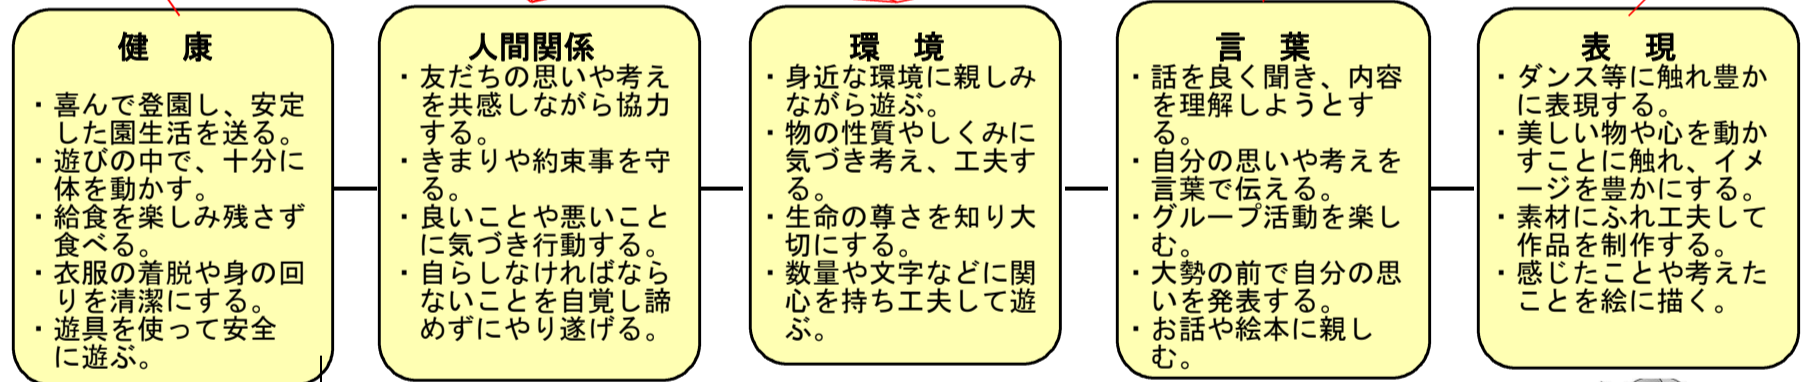 健　康
・喜んで登園し、安定
した園生活を送る。
・遊びの中で、十分に
体を動かす。
・給食を楽しみ残さず
食べる。
・衣服の着脱や身の回
りを清潔にする。
・遊具を使って安全
に遊ぶ。
人間関係
・友だちの思いや考え
を共感しながら協力
する。
・きまりや約束事を守
る。
・良いことや悪いこと
に気づき行動する。
・自らしなければなら
ないことを自覚し諦
めずにやり遂げる。
環　境
・身近な環境に親しみ
ながら遊ぶ。
・物の性質やしくみに
気づき考え、工夫す
る。
・生命の尊さを知り大
切にする。
・数量や文字などに関
心を持ち工夫して遊
ぶ。
言　葉
・話を良く聞き、内容
を理解しようとす
る。
・自分の思いや考えを
言葉で伝える。
・グループ活動を楽し
む。
・大勢の前で自分の思
いを発表する。
・お話や絵本に親し
む。
表　現
・ダンス等に触れ豊か
に表現する。
・美しい物や心を動か
すことに触れ、イメ
ージを豊かにする。
・素材にふれ工夫して
作品を制作する。
・感じたことや考えた
ことを絵に描く。